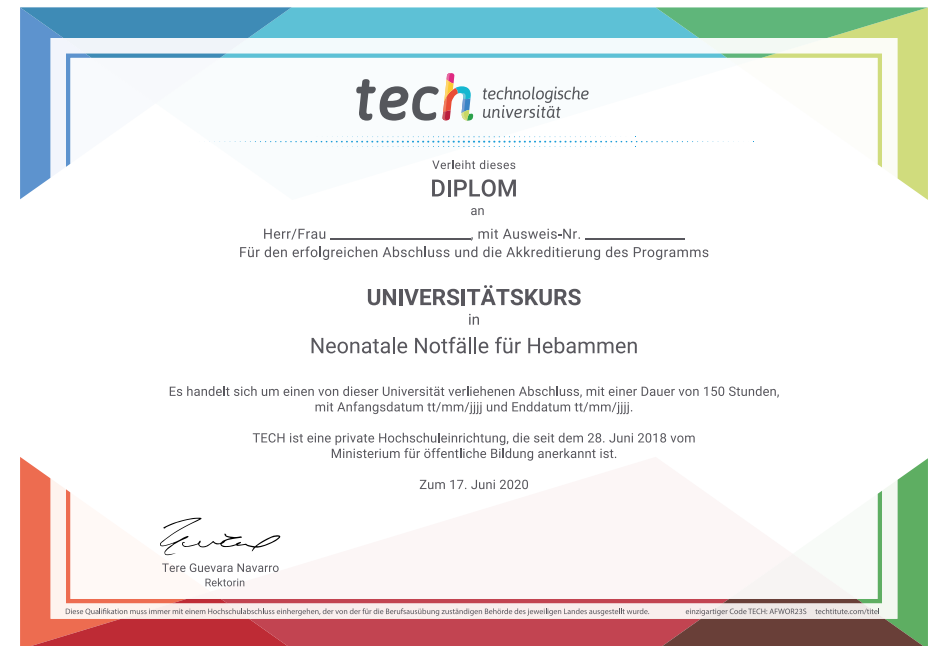 tech technologische
universität
Verleiht dieses
DIPLOM
an
Herr/Frau __________________, mit Ausweis-Nr. _____________
Für den erfolgreichen Abschluss und die Akkreditierung des Programms
UNIVERSITÄTSKURS
in
Neonatale Notfälle für Hebammen
Es handelt sich um einen von dieser Universität verliehenen Abschluss, mit einer Dauer von 150 Stunden,
mit Anfangsdatum tt/mm/jjjj und Enddatum tt/mm/jjjj.
TECH ist eine private Hochschuleinrichtung, die seit dem 28. Juni 2018 vom
Ministerium für öffentliche Bildung anerkannt ist.
Zum 17. Juni 2020
Tere Guevara Navarro
Rektorin
Diese Qualifikation muss immer mit einem Hochschulabschluss einhergehen, der von der für die Berufsausübung zuständigen Behörde des jeweiligen Landes ausgestellt wurde. einzigartiger Code TECH: AFWOR23S techtitute.com/titel